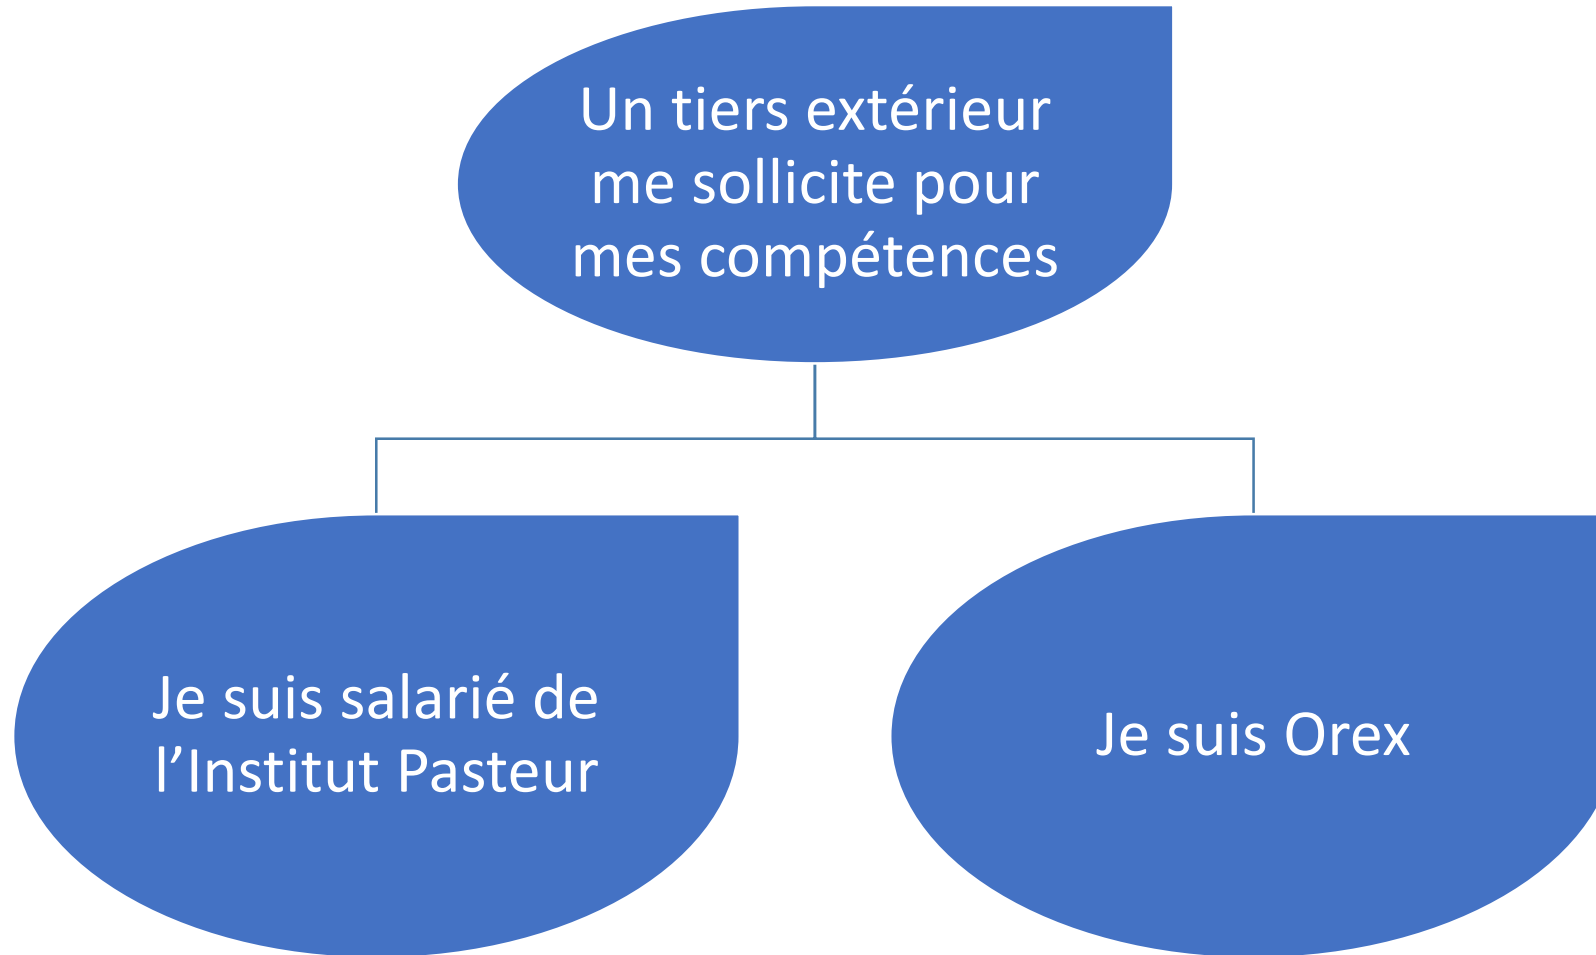 Un tiers extérieur
me sollicite pour
mes compétences
Je suis salarié de
l’Institut Pasteur
Je suis Orex